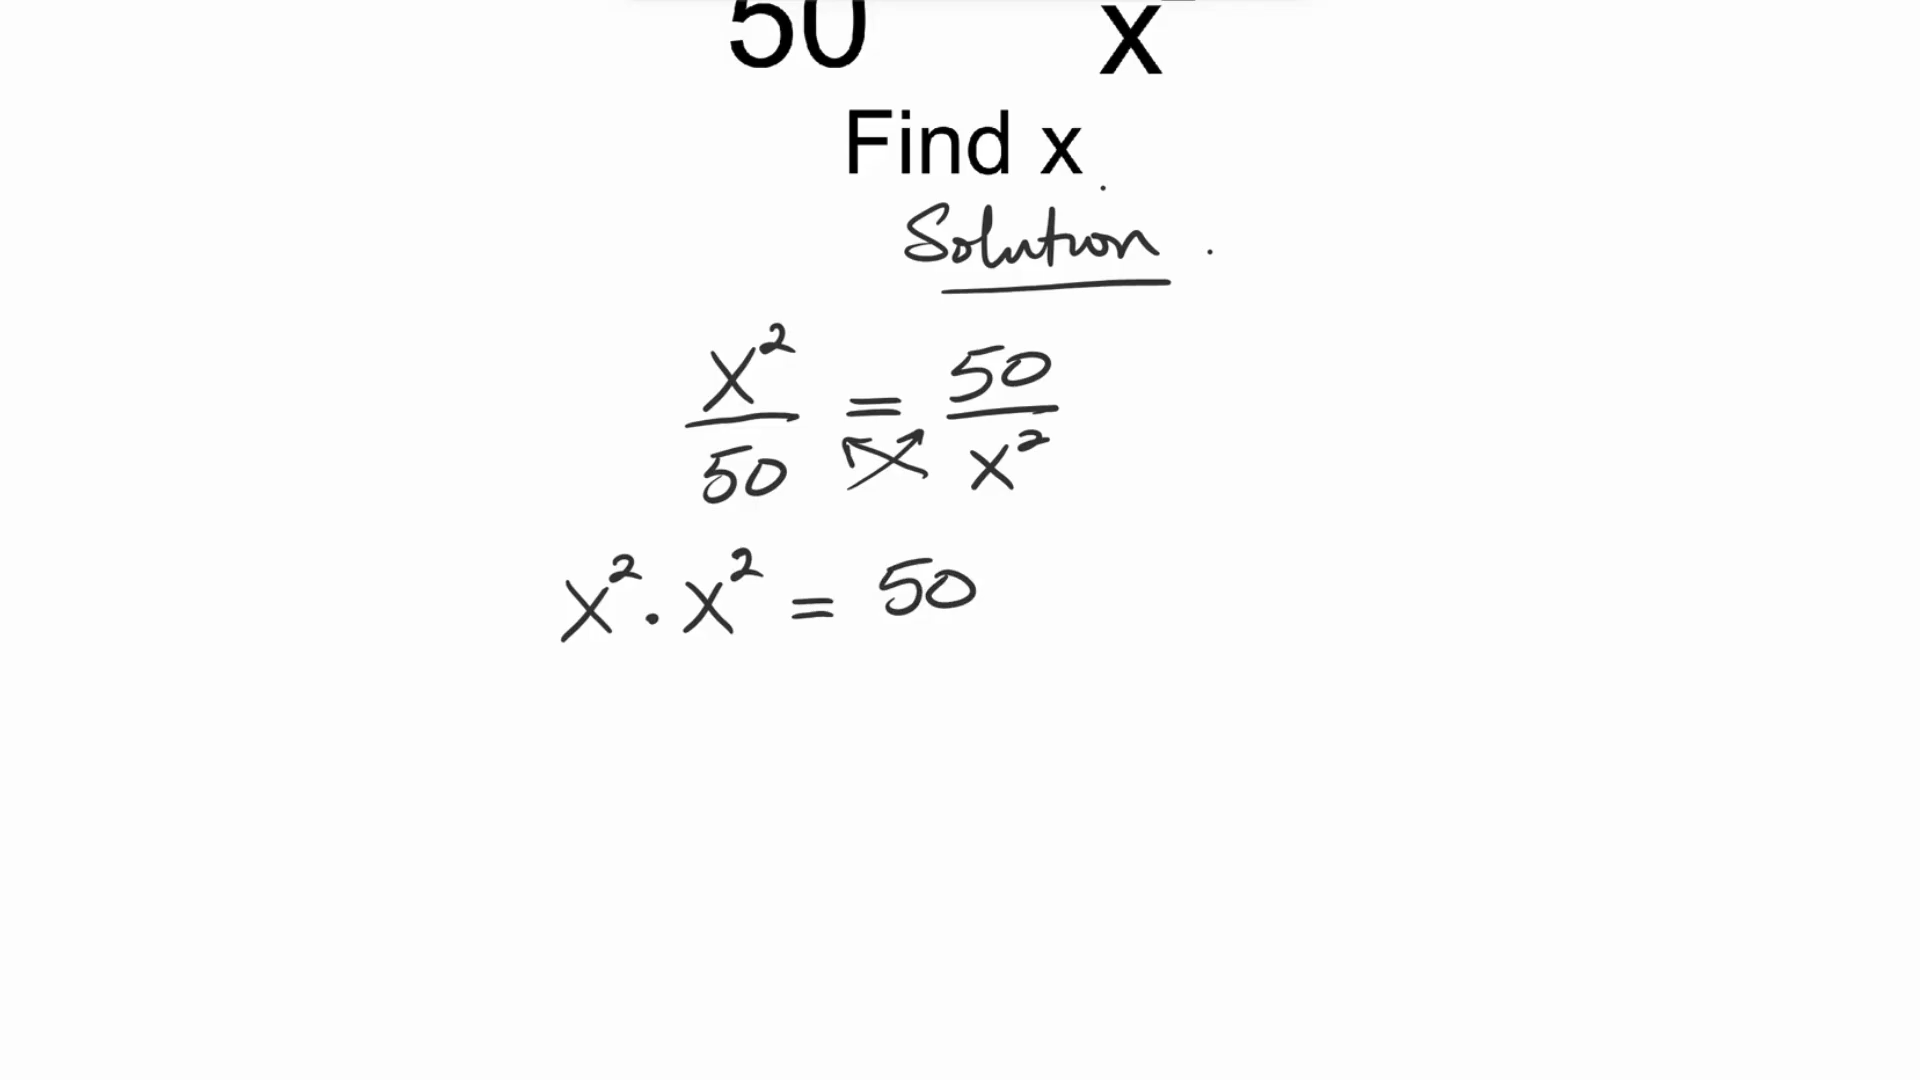 50 x
Find x
Solution
x² / 50 = 50 / x²
x² . x² = 50